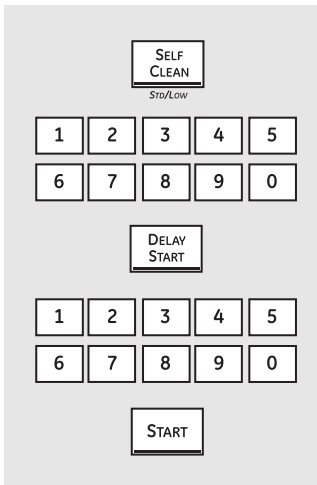 SELF
CLEAN
STD/LOW
1 2 3 4 5
6 7 8 9 0
DELAY
START
1 2 3 4 5
6 7 8 9 0
START